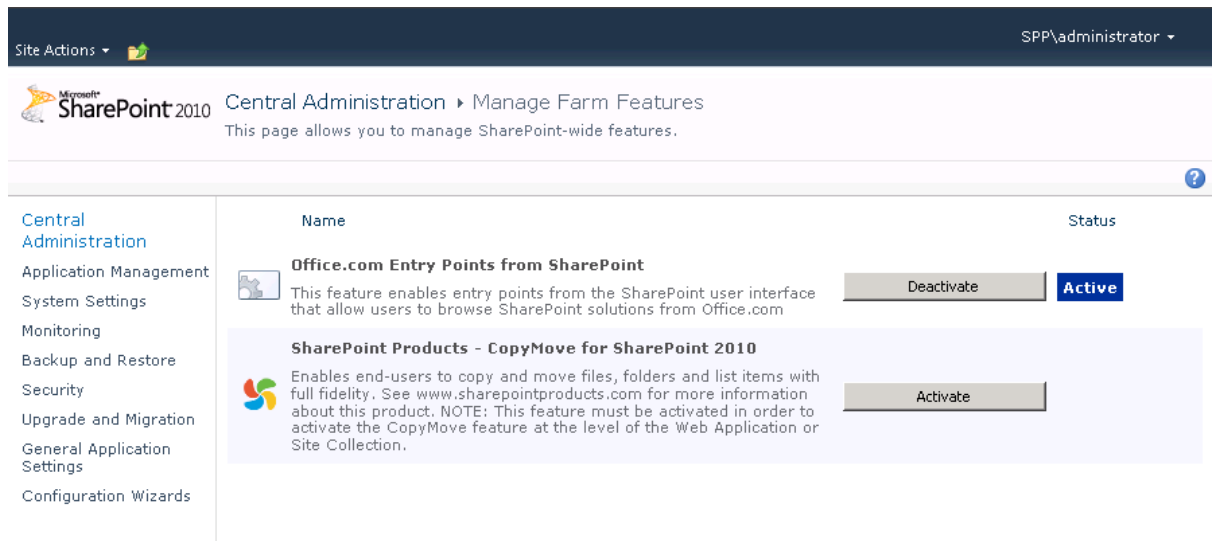 SPP\administrator
Site Actions
Microsoft
SharePoint 2010
Central Administration ▸ Manage Farm Features
This page allows you to manage SharePoint-wide features.
Central
Administration
Application Management
System Settings
Monitoring
Backup and Restore
Security
Upgrade and Migration
General Application
Settings
Configuration Wizards
Name
Status
Office.com Entry Points from SharePoint
This feature enables entry points from the SharePoint user interface
that allow users to browse SharePoint solutions from Office.com
Deactivate
Active
SharePoint Products - CopyMove for SharePoint 2010
Enables end-users to copy and move files, folders and list items with
full fidelity. See www.sharepointproducts.com for more information
about this product. NOTE: This feature must be activated in order to
activate the CopyMove feature at the level of the Web Application or
Site Collection.
Activate